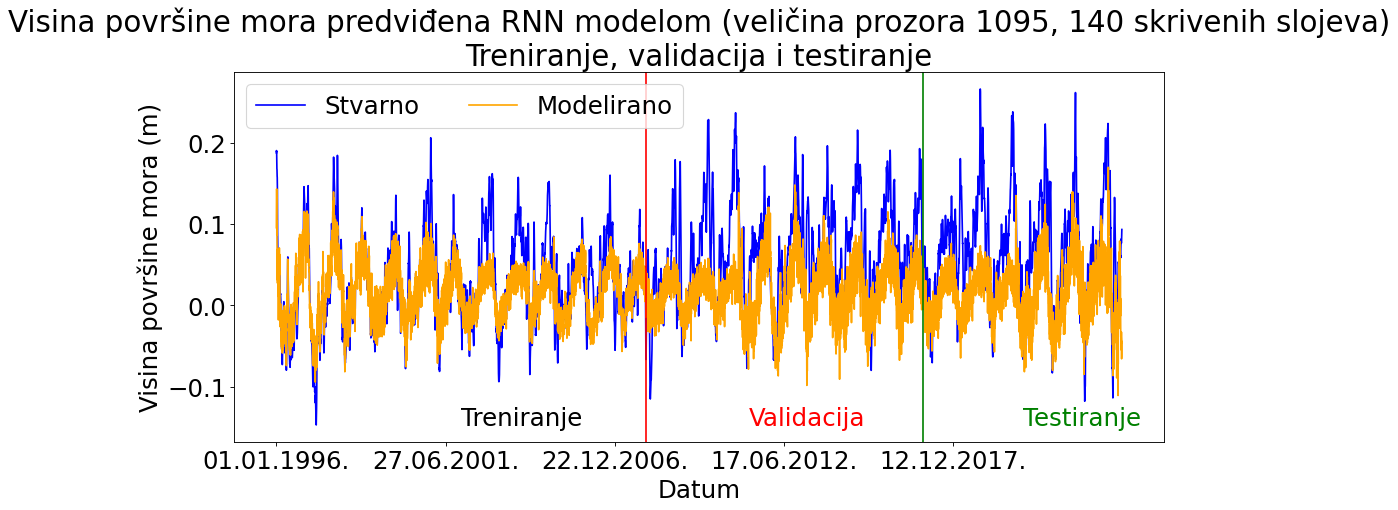 Visina površine mora predviđena RNN modelom (veličina prozora 1095, 140 skrivenih slojeva)
Treniranje, validacija i testiranje
Stvarno
Modelirano
Visina površine mora (m)
0.2
0.1
0.0
−0.1
Treniranje
Validacija
Testiranje
01.01.1996.
27.06.2001.
22.12.2006.
17.06.2012.
12.12.2017.
Datum